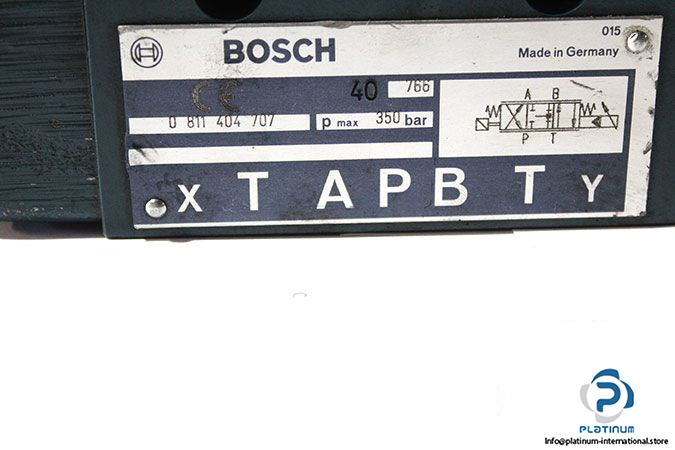 015
BOSCH
Made in Germany
CE 40 766
0 811 404 707 p max 350 bar
A B
P T
X T A P B T Y
PLATINUM
Info@platinum-international.store